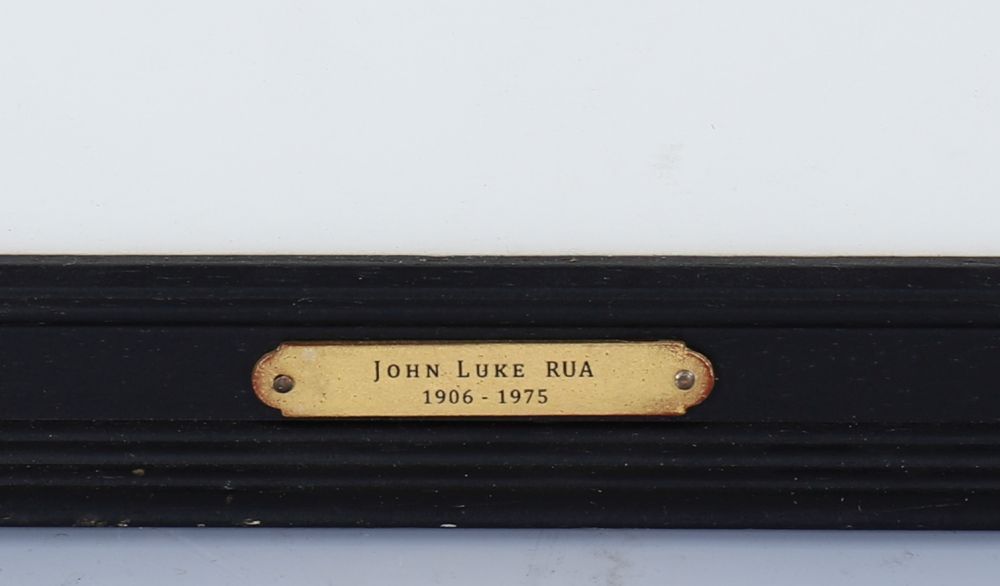 JOHN LUKE RUA
1906 - 1975